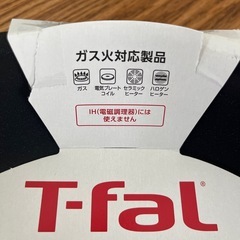 ガス火対応製品
ガス 電気プレート コイル セラミック ヒーター ハロゲン ヒーター
IH(電磁調理器)には
使えません
T-fal®